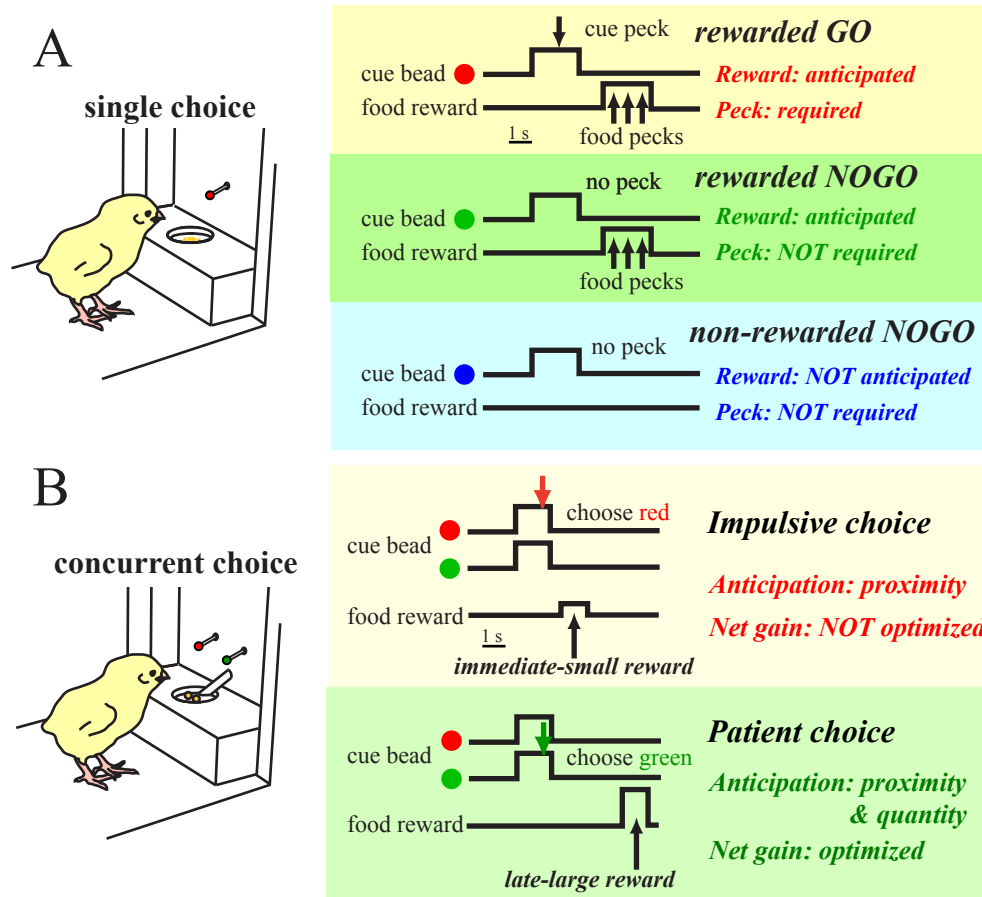 A
single choice
cue peck
rewarded GO
cue bead
Reward: anticipated
food reward
Peck: required
1 s
food pecks
no peck
rewarded NOGO
cue bead
Reward: anticipated
food reward
Peck: NOT required
food pecks
non-rewarded NOGO
no peck
cue bead
Reward: NOT anticipated
food reward
Peck: NOT required
B
concurrent choice
choose red
Impulsive choice
cue bead
Anticipation: proximity
food reward
Net gain: NOT optimized
1 s
immediate-small reward
Patient choice
cue bead
choose green
Anticipation: proximity
& quantity
food reward
Net gain: optimized
late-large reward